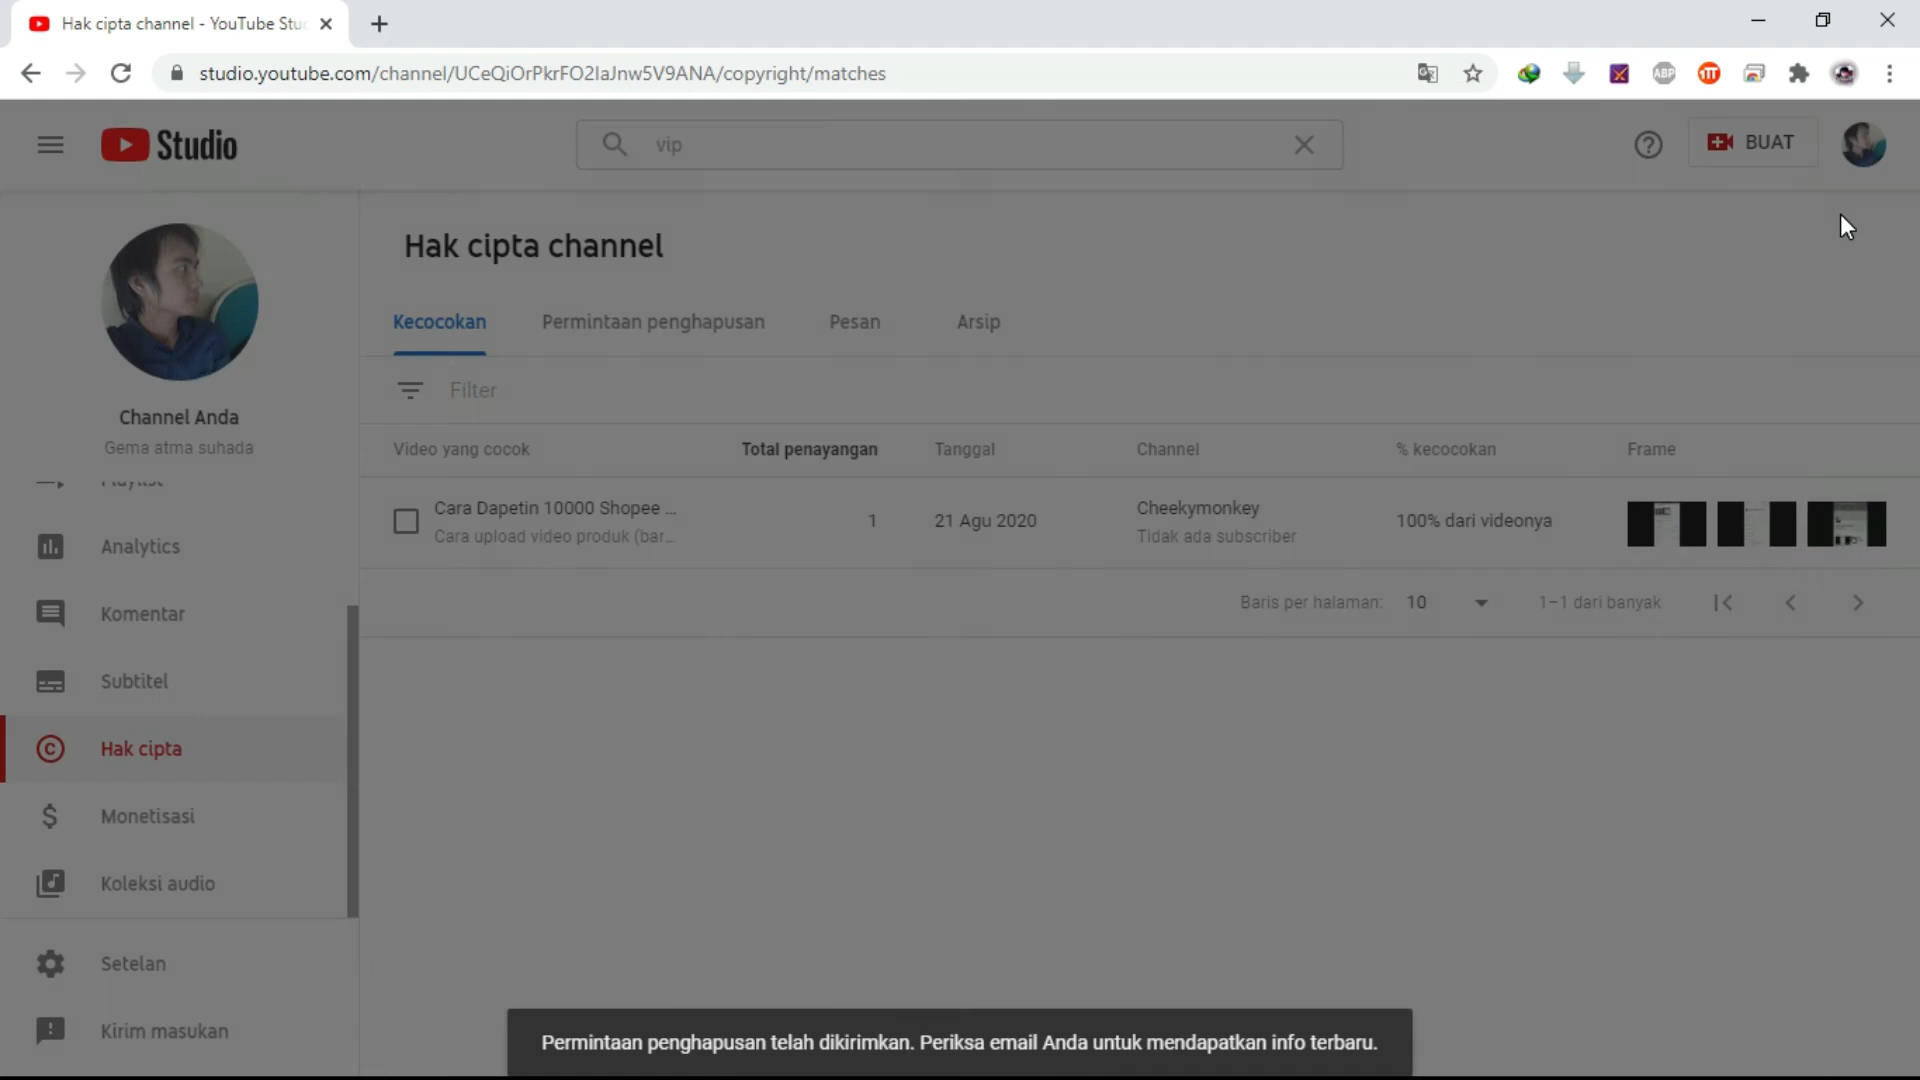 Hak cipta channel - YouTube Stu
studio.youtube.com/channel/UCeQiOrPkrFO2IaJnw5V9ANA/copyright/matches
ABP
Studio
vip
BUAT
Hak cipta channel
Kecocokan Permintaan penghapusan Pesan Arsip
Filter
Video yang cocok Total penayangan Tanggal Channel % kecocokan Frame
Cara Dapetin 10000 Shopee ... 1 21 Agu 2020 Cheekymonkey 100% dari videonya
Cara upload video produk (bar... Tidak ada subscriber
Baris per halaman: 10 1–1 dari banyak
Channel Anda
Gema atma suhada
Playlist
Analytics
Komentar
Subtitel
Hak cipta
Monetisasi
Koleksi audio
Setelan
Kirim masukan
Permintaan penghapusan telah dikirimkan. Periksa email Anda untuk mendapatkan info terbaru.